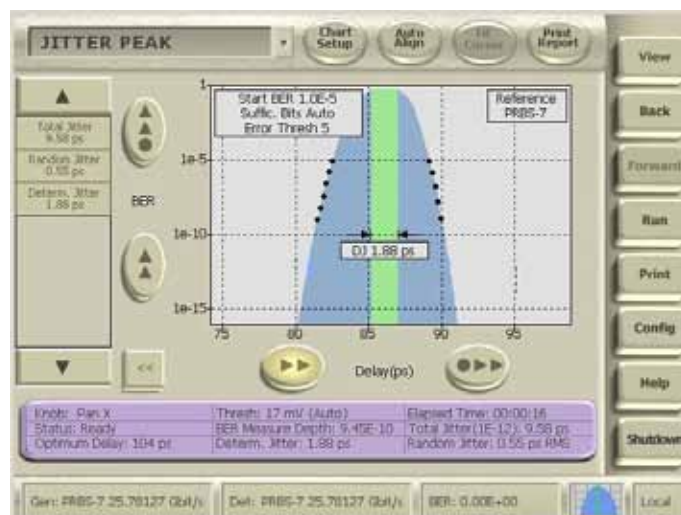 JITTER PEAK
Chart Setup
Auto Align
Print Report
View
Back
Forward
Run
Print
Config
Help
Shutdown
Total Jitter
9.58 ps
Random Jitter
0.55 ps
Determ. Jitter
1.88 ps
BER
1
1e-5
1e-10
1e-15
Start BER 1.0E-5
Suffic. Bits Auto
Error Thresh 5
Reference
PRBS-7
DJ 1.88 ps
75
80
85
90
95
Delay(ps)
<<
Knob: Pan X
Status: Ready
Optimum Delay: 104 ps
Thresh: 17 mV (Auto)
BER Measure Depth: 9.45E-10
Determ. Jitter: 1.88 ps
Elapsed Time: 00:00:16
Total Jitter(1E-12): 9.58 ps
Random Jitter: 0.55 ps RMS
Gen: PRBS-7 25.78127 Gbit/s
Det: PRBS-7 25.78127 Gbit/s
BER: 0.00E+00
Local